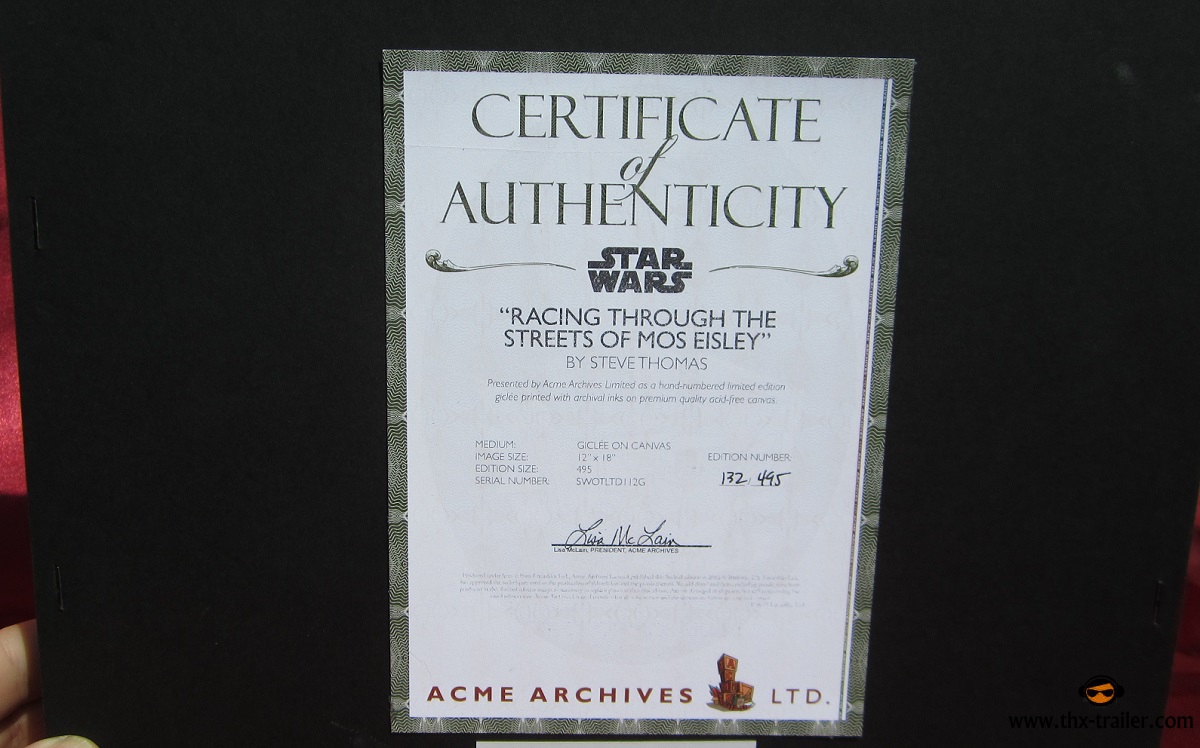 CERTIFICATE
of
AUTHENTICITY
STAR
WARS
“RACING THROUGH THE
STREETS OF MOS EISLEY”
BY STEVE THOMAS
Presented by Acme Archives Limited as a hand-numbered limited edition
giclée printed with archival inks on premium quality acid-free canvas.
MEDIUM: GICLÉE ON CANVAS
IMAGE SIZE: 12" x 18"
EDITION SIZE: 495
SERIAL NUMBER: SWOTLTD112G
EDITION NUMBER
132/495
Lisa McLain
Lisa McLain, PRESIDENT, ACME ARCHIVES
ACME ARCHIVES LTD.
www.thx-trailer.com